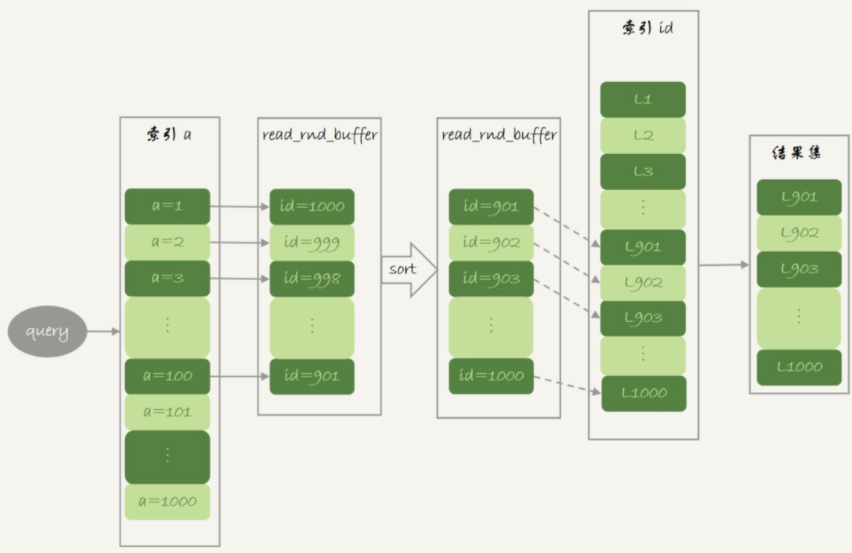 query
索引 a
a=1
a=2
a=3
⋮
a=100
a=101
⋮
a=1000
read_rnd_buffer
id=1000
id=999
id=998
⋮
id=901
sort
read_rnd_buffer
id=901
id=902
id=903
⋮
id=1000
索引 id
L1
L2
L3
⋮
L901
L902
L903
⋮
L1000
结果集
L901
L902
L903
⋮
L1000